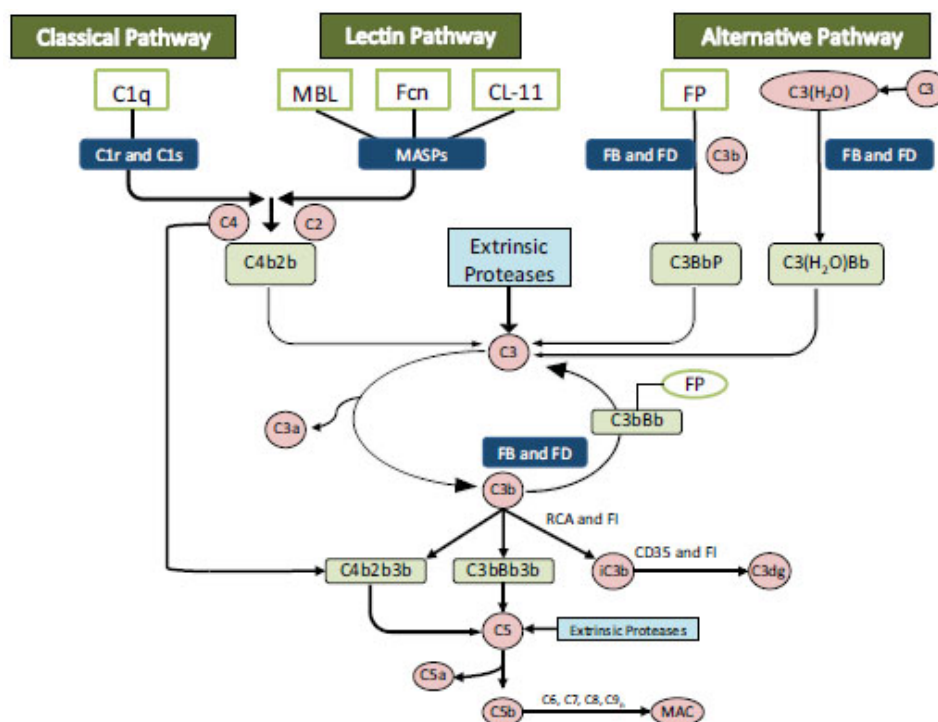 Classical Pathway
Lectin Pathway
Alternative Pathway
C1q
MBL
Fcn
CL-11
FP
C3(H₂O)
C3
C1r and C1s
MASPs
FB and FD
C3b
FB and FD
C4
C2
C4b2b
Extrinsic
Proteases
C3BbP
C3(H₂O)Bb
C3
FP
C3bBb
C3a
FB and FD
C3b
RCA and FI
CD35 and FI
C4b2b3b
C3bBb3b
iC3b
C3dg
C5
Extrinsic Proteases
C5a
C5b
C6, C7, C8, C9ₙ
MAC